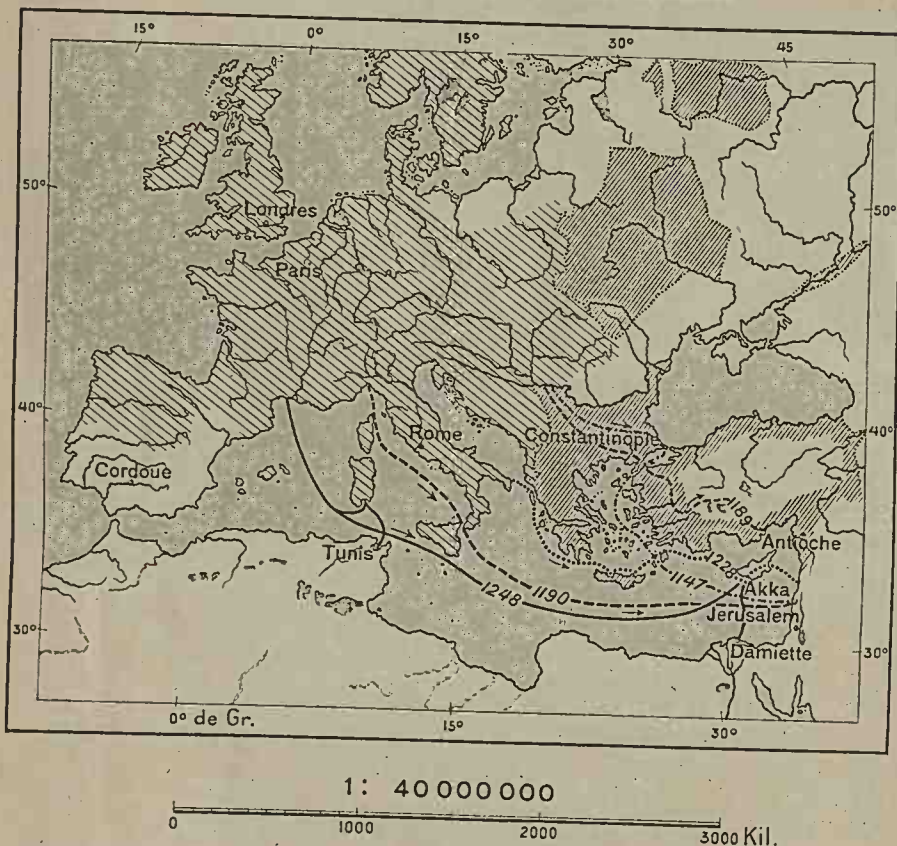 15° 0° 15° 30° 45
50° Londres 50°
Paris
40° Rome Constantinople 40°
Cordoue
1189
Tunis Antioche
1228
1147
1248 1190 Akka
Jerusalem
30° Damiette 30°
0° de Gr. 15° 30°
1: 40 000 000
0 1000 2000 3000 Kil.